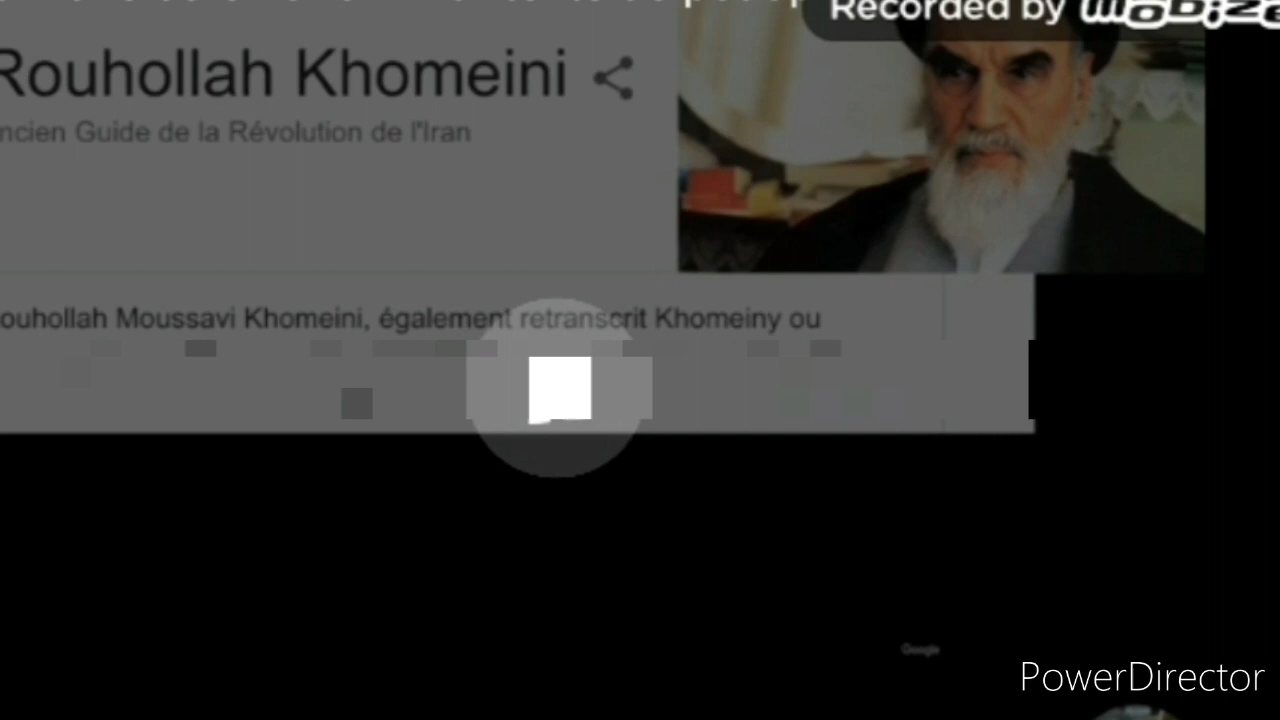 Recorded by
Rouhollah Khomeini
ncien Guide de la Révolution de l'Iran
ouhollah Moussavi Khomeini, également retranscrit Khomeiny ou
Google
PowerDirector